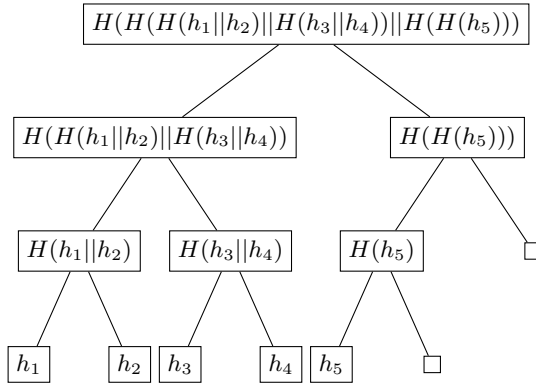 H(H(H(h₁||h₂)||H(h₃||h₄))||H(H(h₅)))
H(H(h₁||h₂)||H(h₃||h₄)) H(H(h₅)))
H(h₁||h₂) H(h₃||h₄) H(h₅)
h₁ h₂ h₃ h₄ h₅